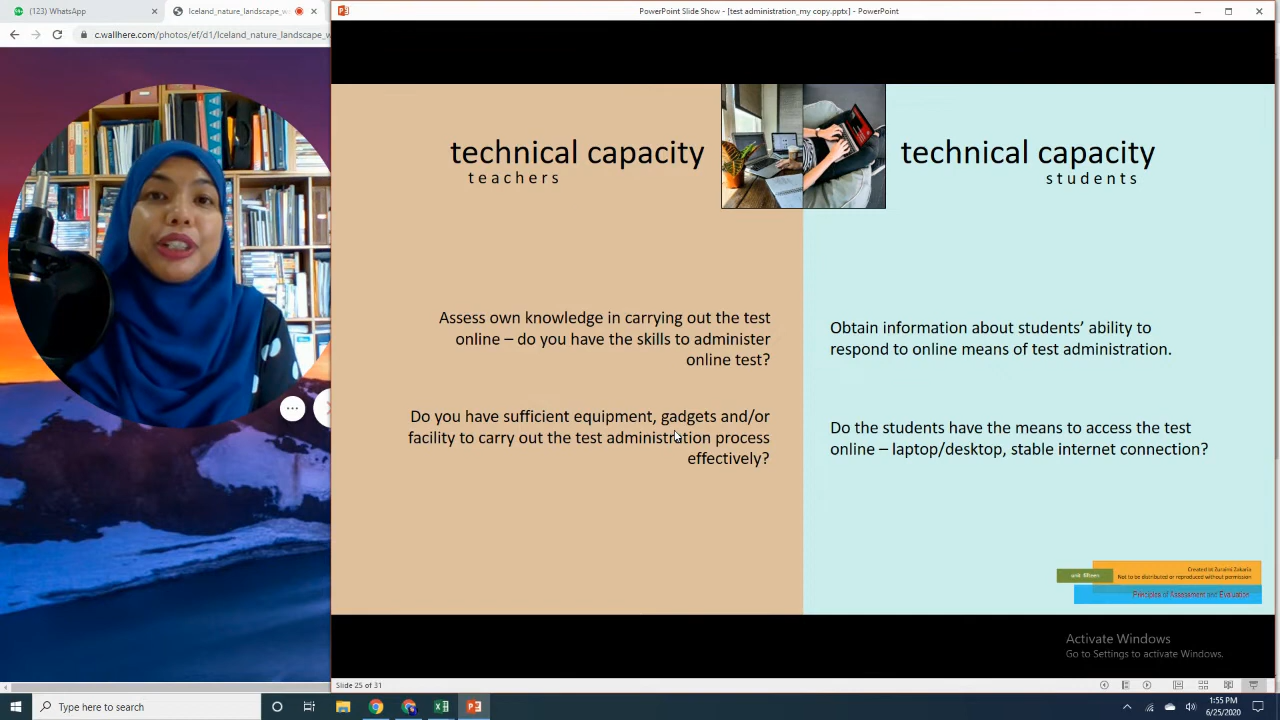 (123) WhatsApp
Iceland_nature_landscape_w
c.wallhere.com/photos/ef/d1/Iceland_nature_landscape_w
PowerPoint Slide Show - [test administration_my copy.pptx] - PowerPoint
technical capacity
teachers
technical capacity
students
Assess own knowledge in carrying out the test
online – do you have the skills to administer
online test?
Do you have sufficient equipment, gadgets and/or
facility to carry out the test administration process
effectively?
Obtain information about students’ ability to
respond to online means of test administration.
Do the students have the means to access the test
online – laptop/desktop, stable internet connection?
unit fifteen
Created at Zuraimi Zakaria
Not to be distributed or reproduced without permission
Principles of Assessment and Evaluation
Activate Windows
Go to Settings to activate Windows.
Slide 25 of 31
Type here to search
1:55 PM
6/25/2020